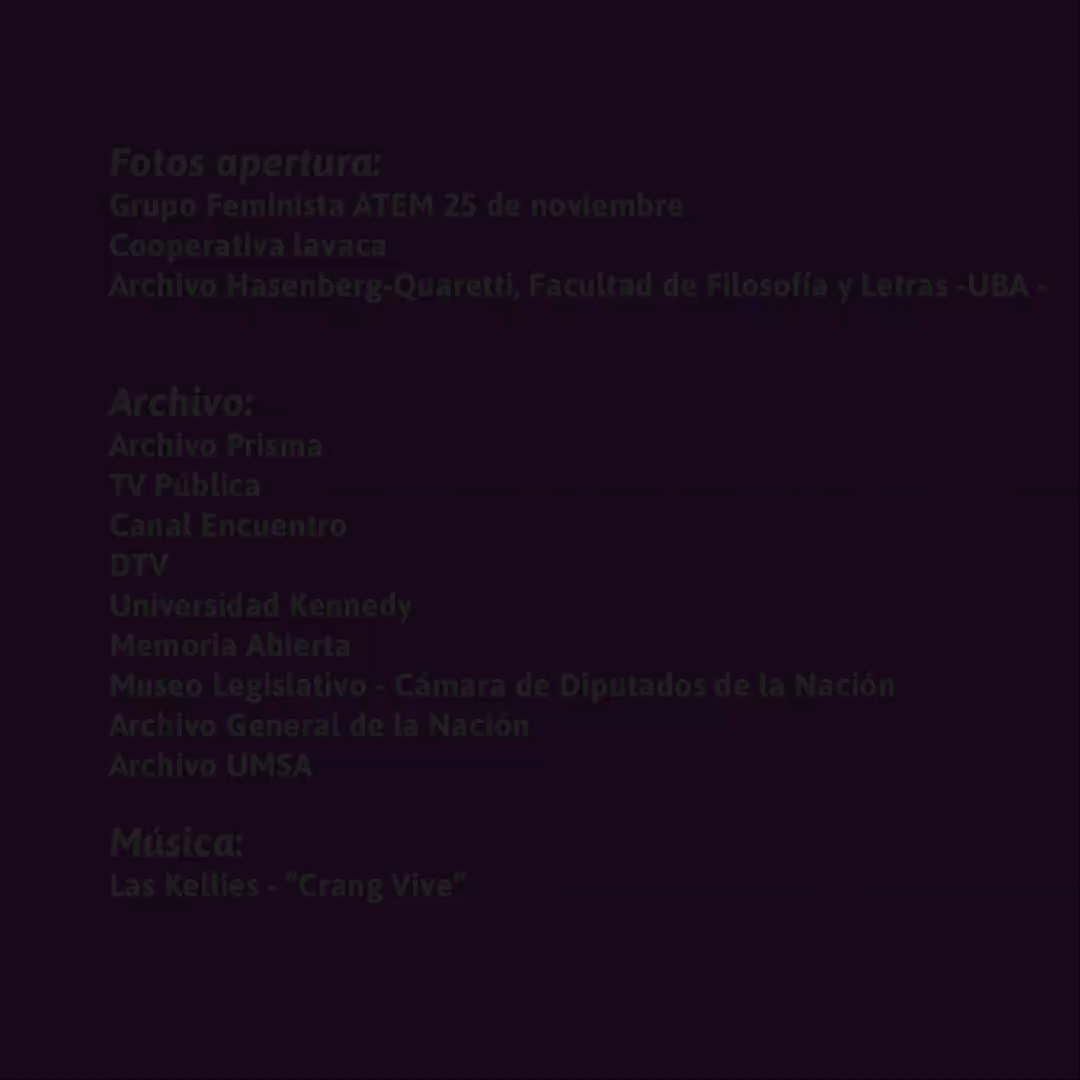 Fotos apertura:
Grupo Feminista ATEM 25 de noviembre
Cooperativa lavaca
Archivo Hasenberg-Quaretti, Facultad de Filosofía y Letras -UBA -
Archivo:
Archivo Prisma
TV Pública
Canal Encuentro
DTV
Universidad Kennedy
Memoria Abierta
Museo Legislativo - Cámara de Diputados de la Nación
Archivo General de la Nación
Archivo UMSA
Música:
Las Kellies - "Crang Vive"